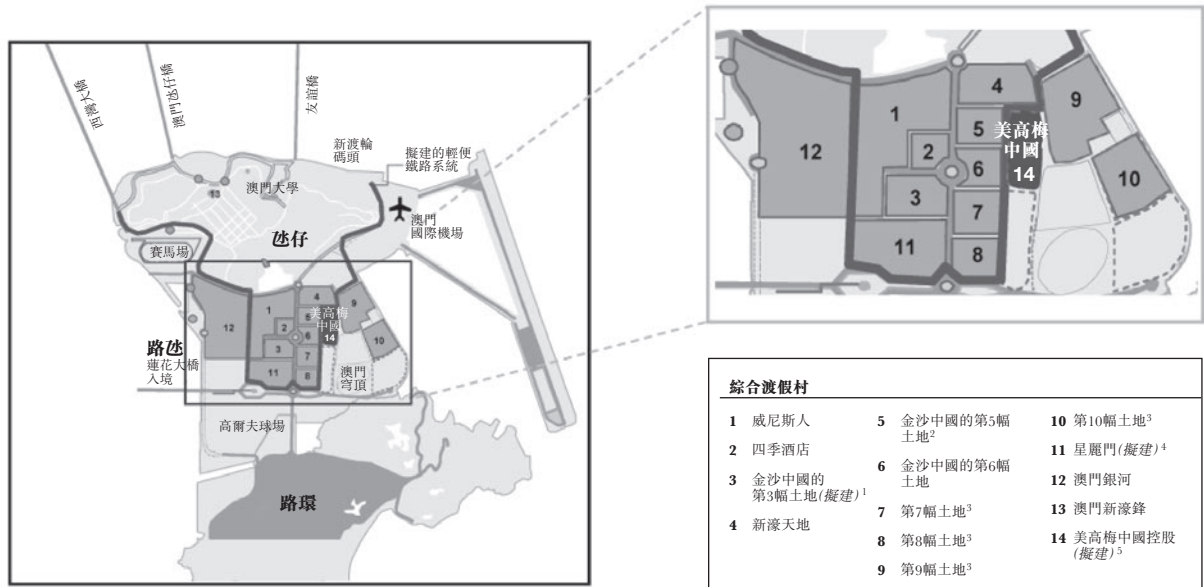 西灣大橋
澳門氹仔橋
友誼橋
新渡輪
碼頭
擬建的輕便
鐵路系統
13
澳門大學
澳門
國際機場
氹仔
賽馬場
1
2
3
4
5
6
7
8
9
10
11
12
美高梅
中國
14
路氹
蓮花大橋
入境
澳門
穹頂
高爾夫球場
路環
1
2
3
4
5
6
7
8
9
10
11
12
美高梅
中國
14
綜合渡假村
1 威尼斯人
2 四季酒店
3 金沙中國的
第3幅土地(擬建)1
4 新濠天地
5 金沙中國的第5幅
土地2
6 金沙中國的第6幅
土地
7 第7幅土地3
8 第8幅土地3
9 第9幅土地3
10 第10幅土地3
11 星麗門(擬建)4
12 澳門銀河
13 澳門新濠鋒
14 美高梅中國控股
(擬建)5